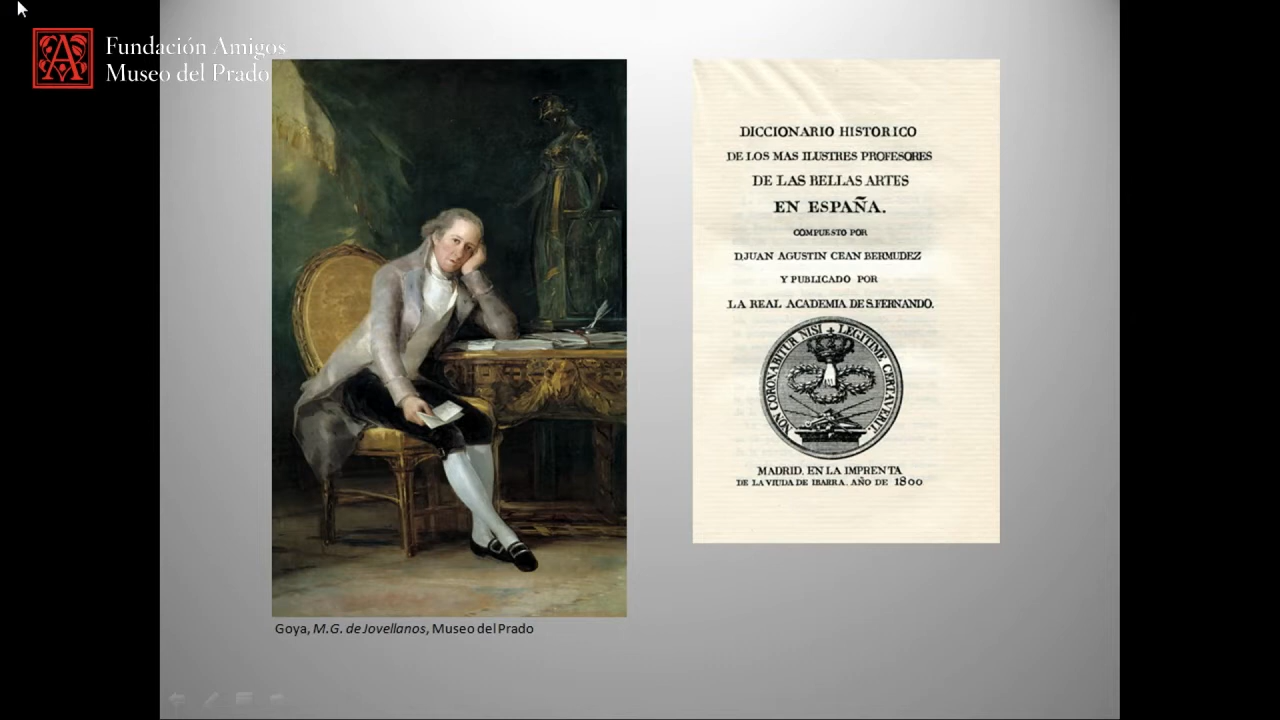 Fundación Amigos
Museo del Prado
DICCIONARIO HISTORICO
DE LOS MAS ILUSTRES PROFESORES
DE LAS BELLAS ARTES
EN ESPAÑA.
COMPUESTO POR
D.JUAN AGUSTIN CEAN BERMUDEZ
Y PUBLICADO POR
LA REAL ACADEMIA DE S.FERNANDO.
NON CORONABITUR NISI LEGITIME CERTAVERIT.
MADRID. EN LA IMPRENTA
DE LA VIUDA DE IBARRA. AÑO DE 1800
Goya, M.G. de Jovellanos, Museo del Prado